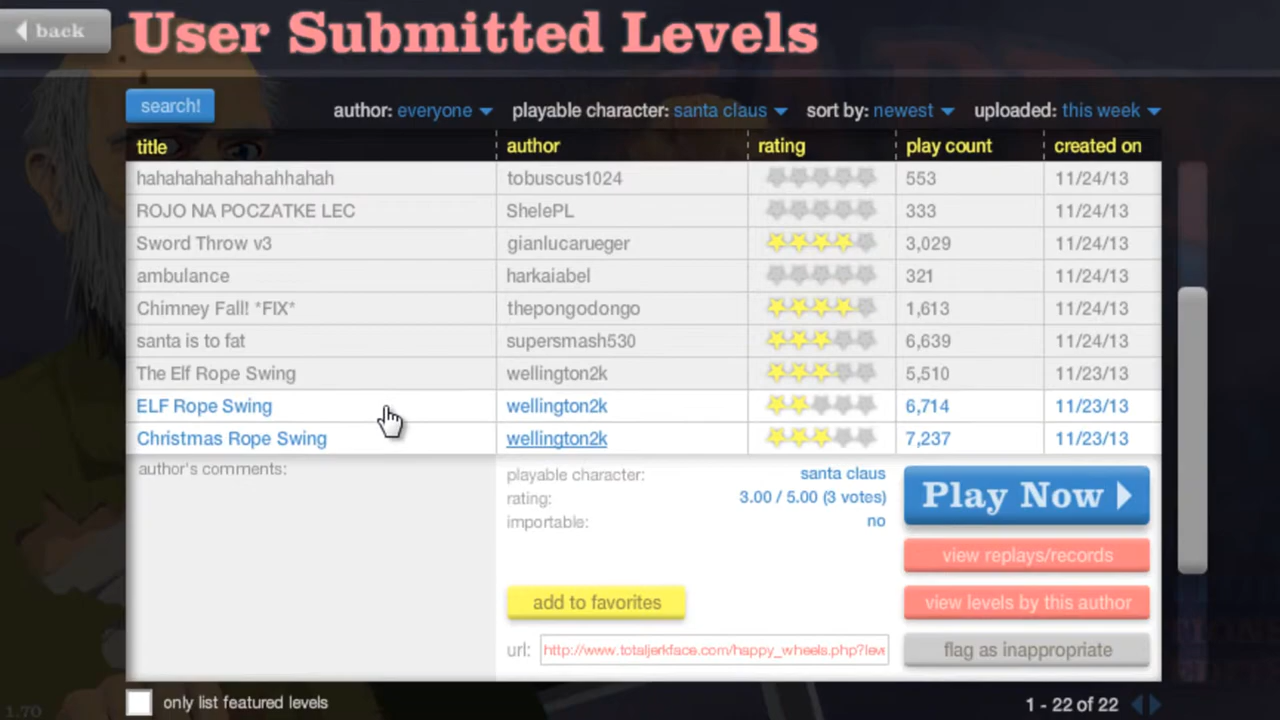 back
User Submitted Levels
search! author: everyone playable character: santa claus sort by: newest uploaded: this week
title author rating play count created on
hahahahahahahahhahah tobuscus1024 553 11/24/13
ROJO NA POCZATKE LEC ShelePL 333 11/24/13
Sword Throw v3 gianlucarueger 3,029 11/24/13
ambulance harkaiabel 321 11/24/13
Chimney Fall! *FIX* thepongodongo 1,613 11/24/13
santa is to fat supersmash530 6,639 11/24/13
The Elf Rope Swing wellington2k 5,510 11/23/13
ELF Rope Swing wellington2k 6,714 11/23/13
Christmas Rope Swing wellington2k 7,237 11/23/13
author's comments:
playable character: santa claus
rating: 3.00 / 5.00 (3 votes)
importable: no
Play Now
view replays/records
add to favorites
view levels by this author
url: http://www.totaljerkface.com/happy_wheels.php?leve
flag as inappropriate
only list featured levels
1 - 22 of 22
1.70